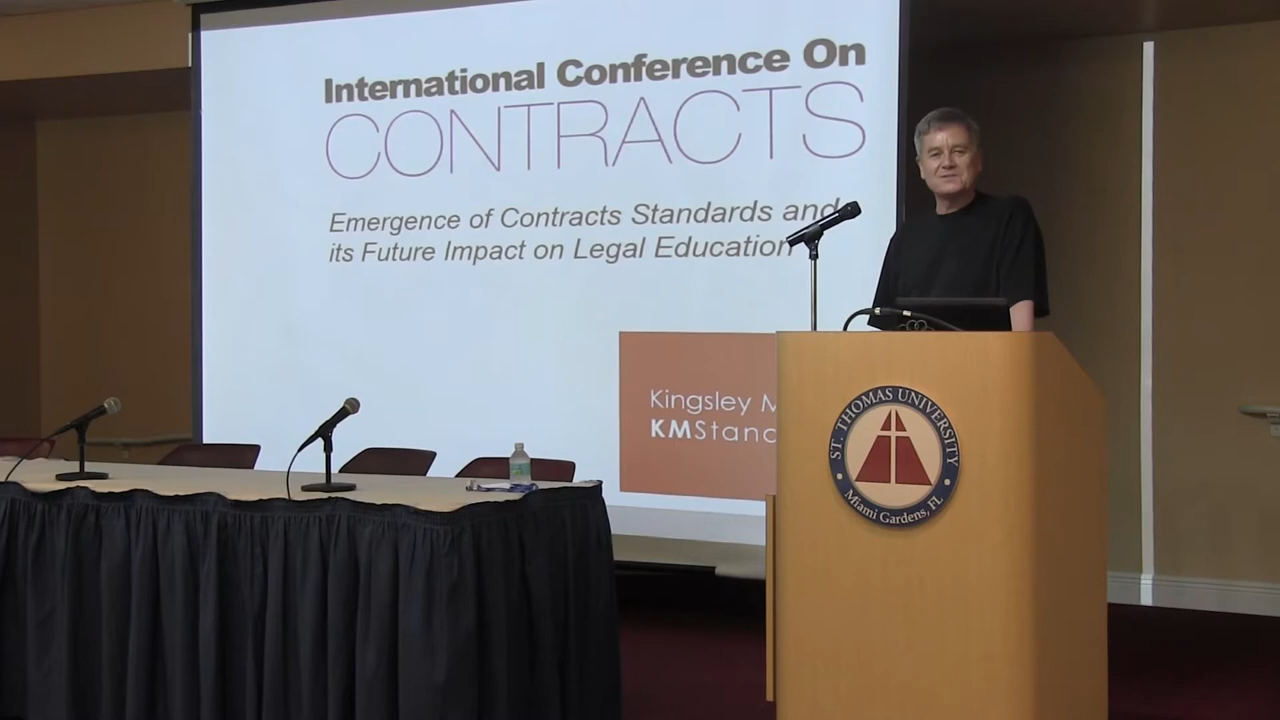 International Conference On
CONTRACTS
Emergence of Contracts Standards and
its Future Impact on Legal Education
Kingsley
KM
ST. THOMAS UNIVERSITY
Miami Gardens, FL